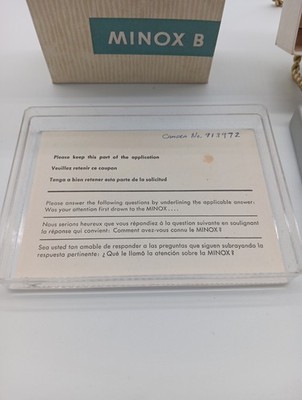 MINOX B
Camera No. 913972
Please keep this part of the application
Veuillez retenir ce coupon
Tenga a bien retener esta parte de la solicitud
Please answer the following questions by underlining the applicable answer:
Was your attention first drawn to the MINOX . . . .
Nous serions heureux que vous répondiez à la question suivante en soulignant
la réponse qui convient: Comment avez-vous connu le MINOX?
Sea usted tan amable de responder a las preguntas que siguen subrayando la
respuesta pertinente: ¿Qué le llamó la atención sobre la MINOX?